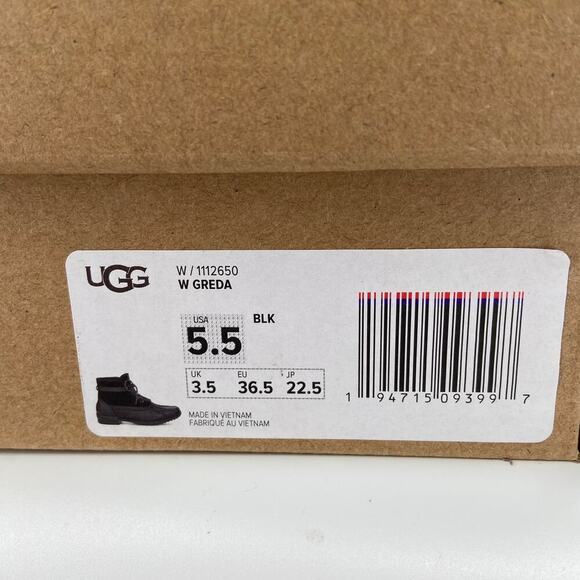 UGG
W / 1112650
W GREDA
USA
5.5
BLK
UK EU JP
3.5 36.5 22.5
MADE IN VIETNAM
FABRIQUÉ AU VIETNAM
1 94715 09399 7